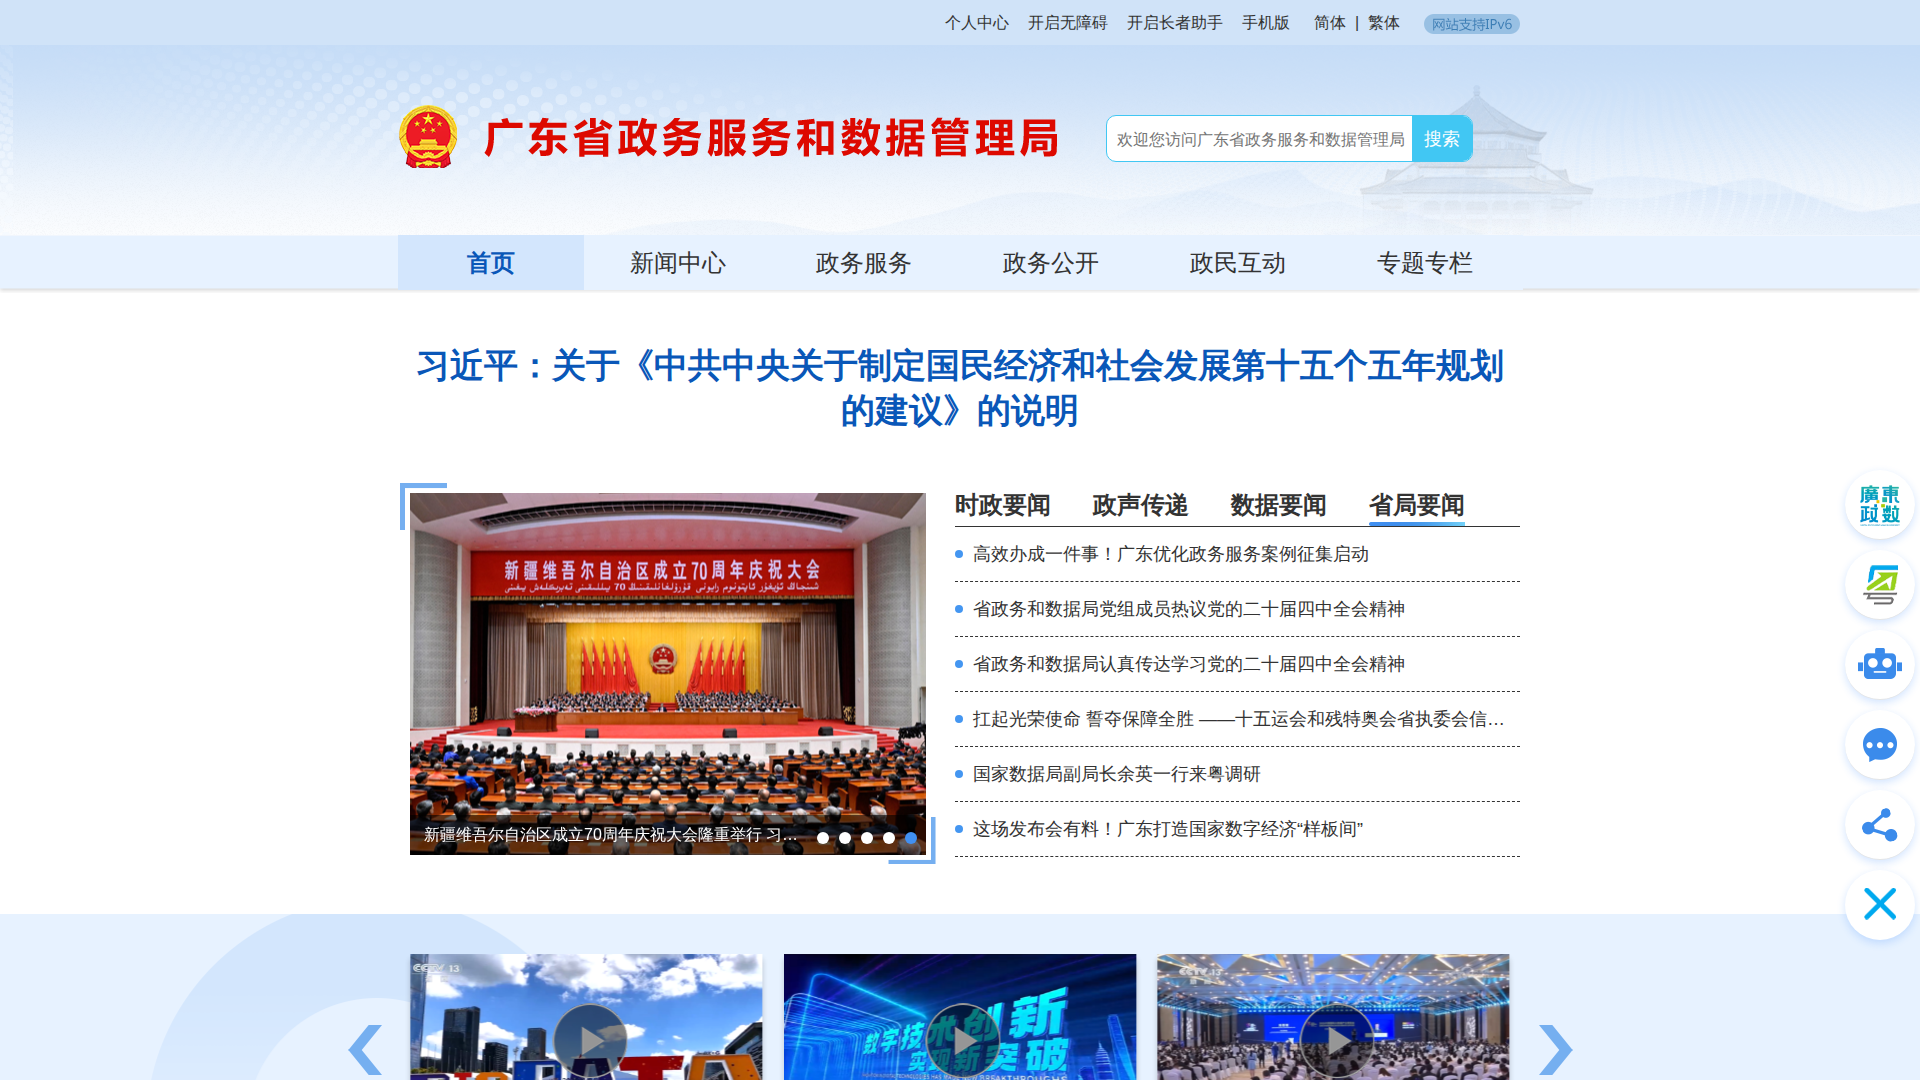 个人中心 开启无障碍 开启长者助手 手机版 简体 | 繁体 网站支持IPv6
广东省政务服务和数据管理局
欢迎您访问广东省政务服务和数据管理局 搜索
首页 新闻中心 政务服务 政务公开 政民互动 专题专栏
习近平：关于《中共中央关于制定国民经济和社会发展第十五个五年规划
的建议》的说明
新疆维吾尔自治区成立70周年庆祝大会
新疆维吾尔自治区成立70周年庆祝大会隆重举行 习…
时政要闻 政声传递 数据要闻 省局要闻
高效办成一件事！广东优化政务服务案例征集启动
省政务和数据局党组成员热议党的二十届四中全会精神
省政务和数据局认真传达学习党的二十届四中全会精神
扛起光荣使命 誓夺保障全胜 ——十五运会和残特奥会省执委会信…
国家数据局副局长余英一行来粤调研
这场发布会有料！广东打造国家数字经济“样板间”
廣東
政数
CCTV 13
数字技术创新
实现新突破
CCTV 13